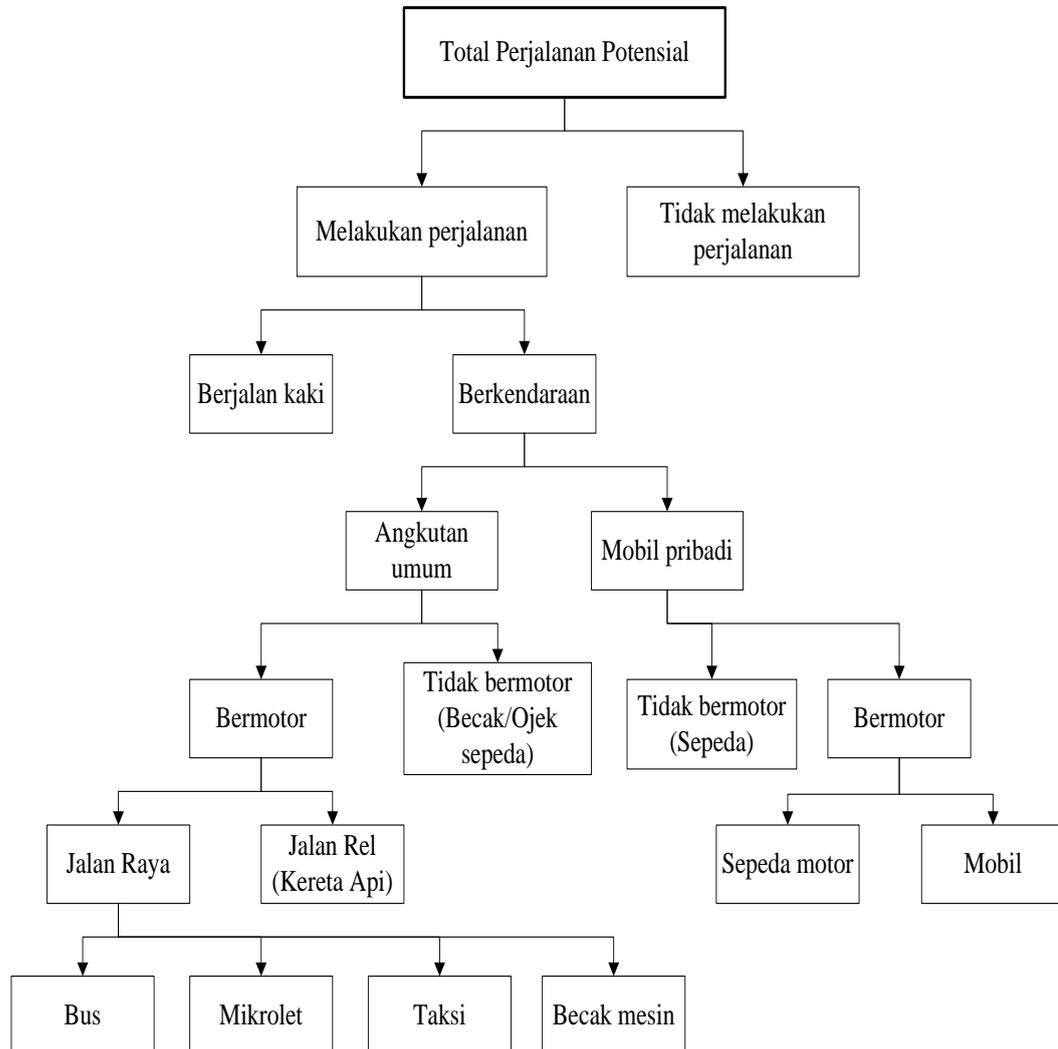 Total Perjalanan Potensial
Melakukan perjalanan
Tidak melakukan
perjalanan
Berjalan kaki
Berkendaraan
Angkutan
umum
Mobil pribadi
Bermotor
Tidak bermotor
(Becak/Ojek
sepeda)
Tidak bermotor
(Sepeda)
Bermotor
Jalan Raya
Jalan Rel
(Kereta Api)
Sepeda motor
Mobil
Bus
Mikrolet
Taksi
Becak mesin